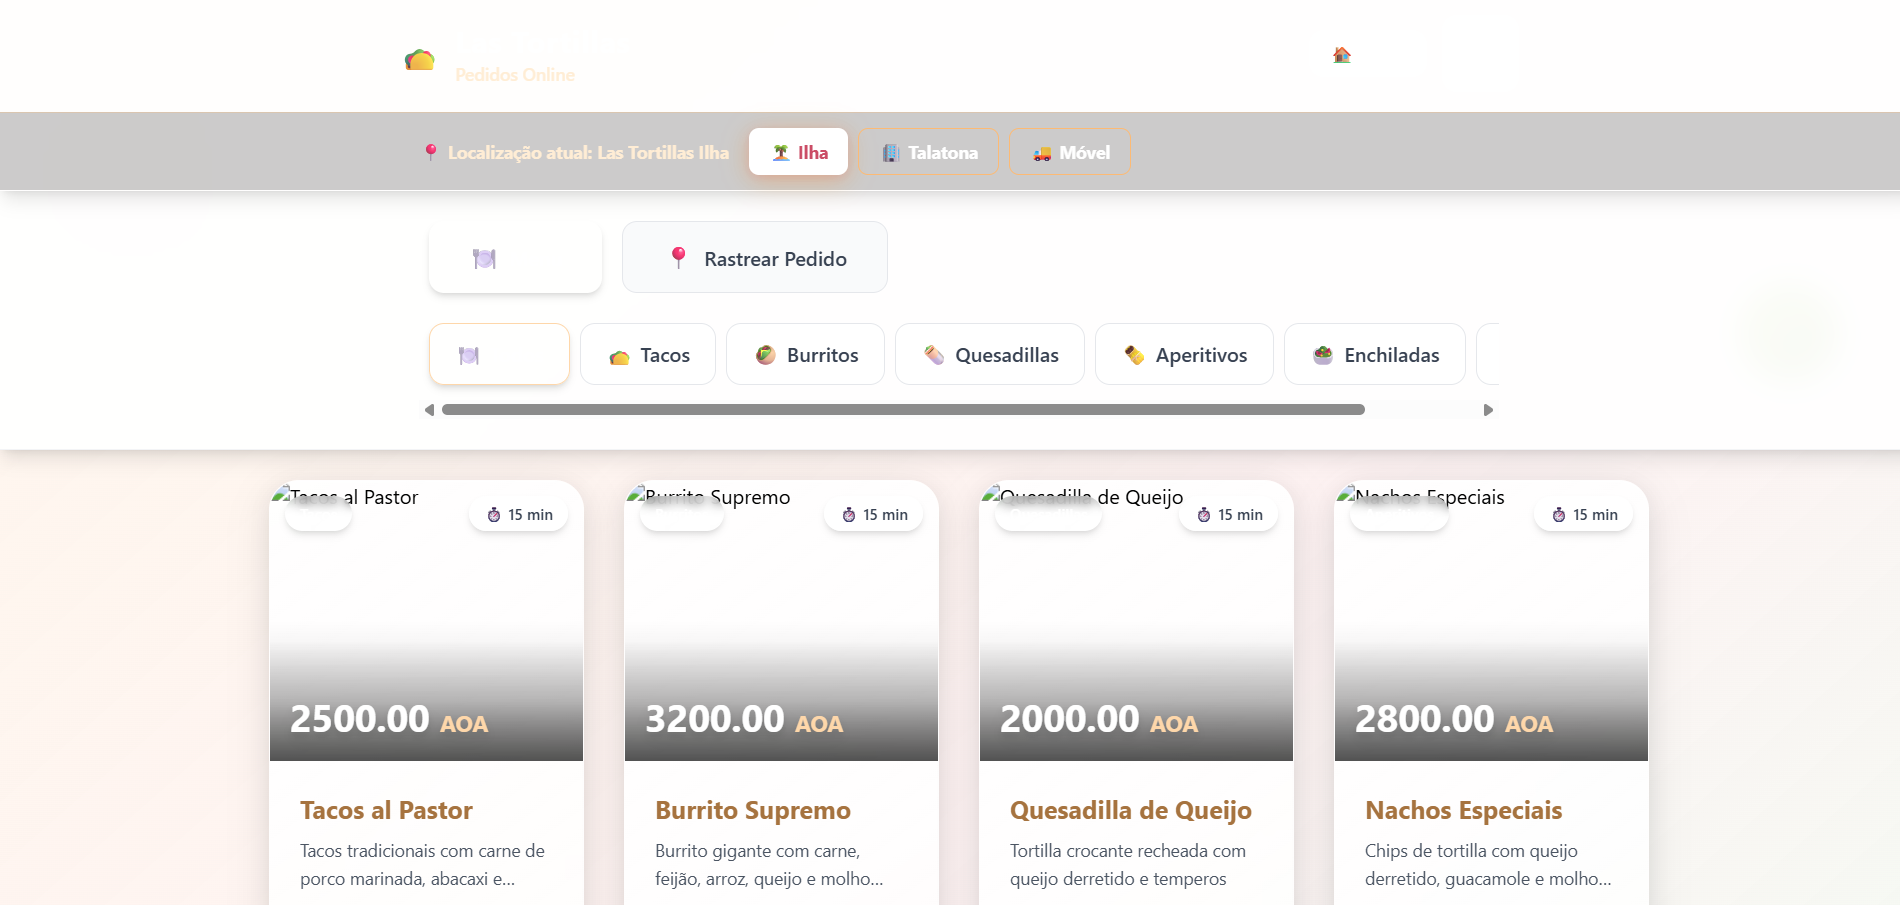 Pedidos Online
Localização atual: Las Tortillas Ilha
Ilha
Talatona
Móvel
Rastrear Pedido
Tacos
Burritos
Quesadillas
Aperitivos
Enchiladas
Tacos al Pastor
15 min
Burrito Supremo
15 min
Quesadilla de Queijo
15 min
Nachos Especiais
15 min
2500.00 AOA
3200.00 AOA
2000.00 AOA
2800.00 AOA
Tacos al Pastor
Tacos tradicionais com carne de
porco marinada, abacaxi e...
Burrito Supremo
Burrito gigante com carne,
feijão, arroz, queijo e molho...
Quesadilla de Queijo
Tortilla crocante recheada com
queijo derretido e temperos
Nachos Especiais
Chips de tortilla com queijo
derretido, guacamole e molho...